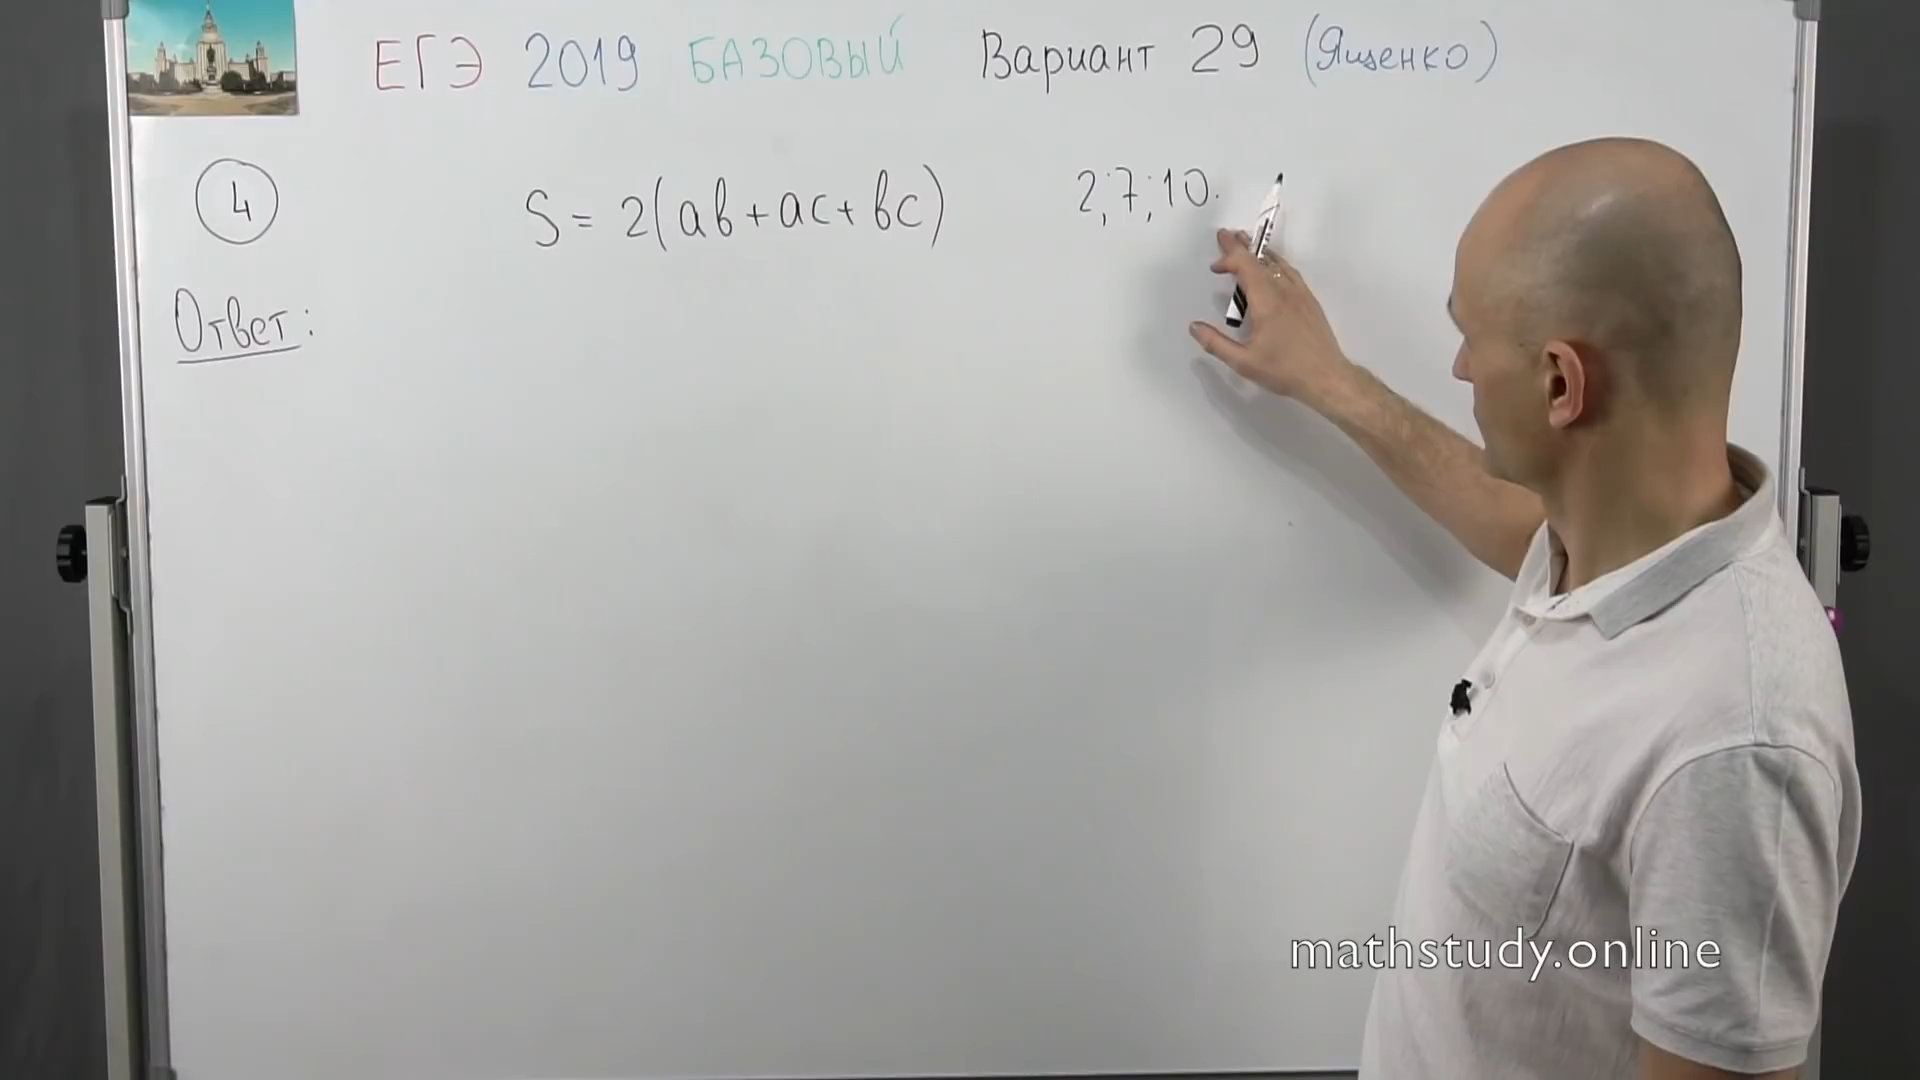 ЕГЭ 2019 БАЗОВЫЙ Вариант 29 (Ященко)
4 S = 2(ab + ac + bc) 2; 7; 10.
Ответ:
mathstudy.online